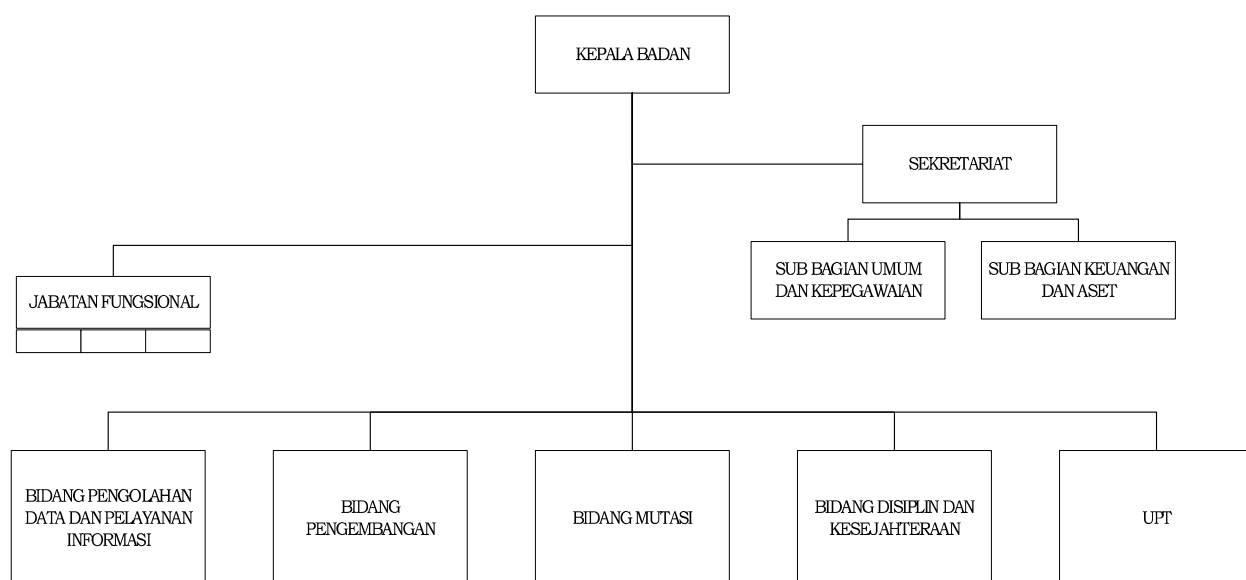 KEPALA BADAN
SEKRETARIAT
SUB BAGIAN UMUM
DAN KEPEGAWAIAN
SUB BAGIAN KEUANGAN
DAN ASET
JABATAN FUNGSIONAL
BIDANG PENGOLAHAN
DATA DAN PELAYANAN
INFORMASI
BIDANG
PENGEMBANGAN
BIDANG MUTASI
BIDANG DISIPLIN DAN
KESEJAHTERAAN
UPT